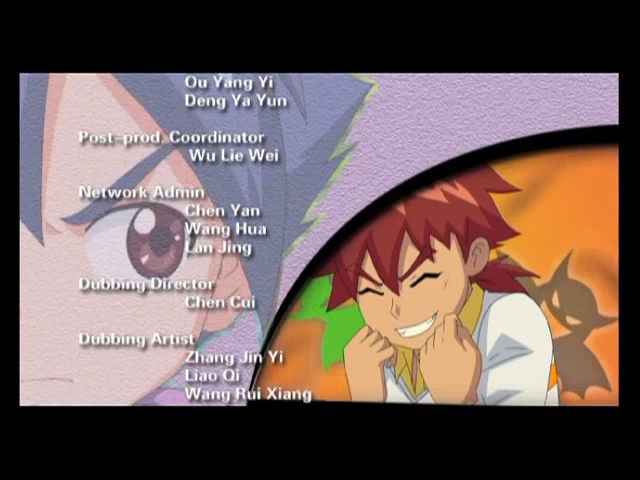 Ou Yang Yi
Deng Ya Yun
Post-prod. Coordinator
Wu Lie Wei
Network Admin
Chen Yan
Wang Hua
Lan Jing
Dubbing Director
Chen Cui
Dubbing Artist
Zhang Jin Yi
Liao Qi
Wang Rui Xiang